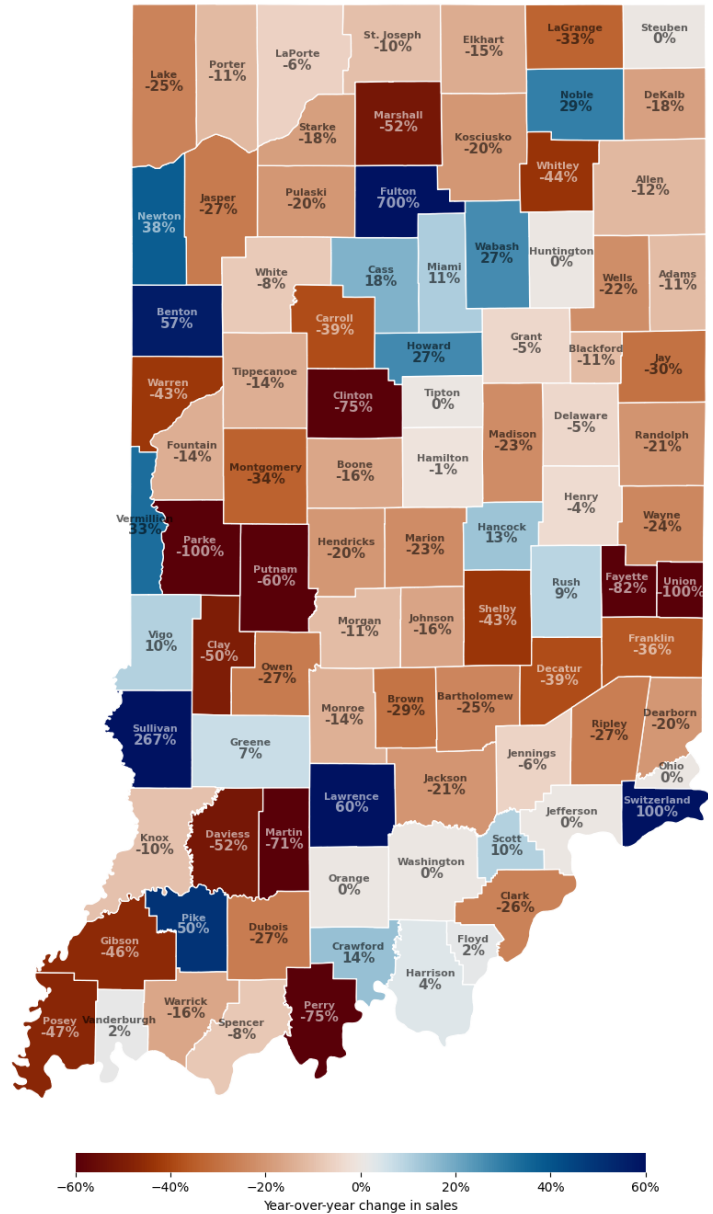 Steuben
0%
LaGrange
-33%
St. Joseph
-10%
Elkhart
-15%
LaPorte
-6%
Porter
-11%
Lake
-25%
Noble
29%
DeKalb
-18%
Marshall
-52%
Starke
-18%
Kosciusko
-20%
Whitley
-44%
Allen
-12%
Fulton
700%
Pulaski
-20%
Jasper
-27%
Newton
38%
Wabash
27%
Huntington
0%
Miami
11%
Cass
18%
White
-8%
Wells
-22%
Adams
-11%
Benton
57%
Carroll
-39%
Grant
-5%
Howard
27%
Blackford
-11%
Jay
-30%
Tippecanoe
-14%
Warren
-43%
Clinton
-75%
Tipton
0%
Delaware
-5%
Madison
-23%
Randolph
-21%
Fountain
-14%
Hamilton
-1%
Montgomery
-34%
Boone
-16%
Henry
-4%
Wayne
-24%
Vermillion
33%
Parke
-100%
Hancock
13%
Hendricks
-20%
Marion
-23%
Putnam
-60%
Rush
9%
Fayette
-82%
Union
-100%
Shelby
-43%
Morgan
-11%
Johnson
-16%
Vigo
10%
Clay
-50%
Franklin
-36%
Owen
-27%
Decatur
-39%
Brown
-29%
Bartholomew
-25%
Monroe
-14%
Dearborn
-20%
Ripley
-27%
Sullivan
267%
Greene
7%
Jennings
-6%
Ohio
0%
Jackson
-21%
Lawrence
60%
Switzerland
100%
Jefferson
0%
Knox
-10%
Daviess
-52%
Martin
-71%
Scott
10%
Washington
0%
Orange
0%
Clark
-26%
Pike
50%
Dubois
-27%
Gibson
-46%
Crawford
14%
Floyd
2%
Harrison
4%
Warrick
-16%
Perry
-75%
Posey
-47%
Vanderburgh
2%
Spencer
-8%
−60% −40% −20% 0% 20% 40% 60%
Year-over-year change in sales